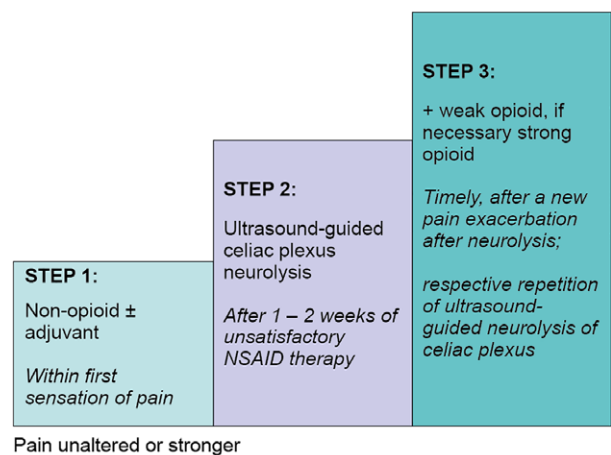 STEP 1:
Non-opioid ±
adjuvant
Within first
sensation of pain
STEP 2:
Ultrasound-guided
celiac plexus
neurolysis
After 1 – 2 weeks of
unsatisfactory
NSAID therapy
STEP 3:
+ weak opioid, if
necessary strong
opioid
Timely, after a new
pain exacerbation
after neurolysis;
respective repetition
of ultrasound-
guided neurolysis of
celiac plexus
Pain unaltered or stronger